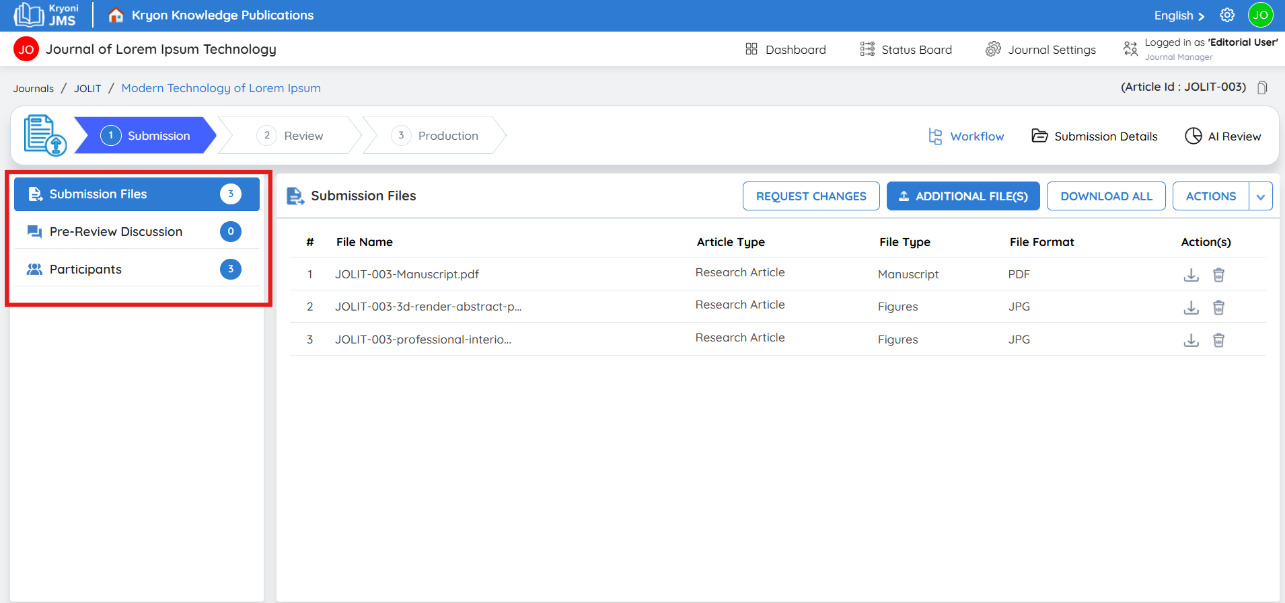 Kryoni JMS
Kryon Knowledge Publications
English
JO
JO
Journal of Lorem Ipsum Technology
Dashboard
Status Board
Journal Settings
Logged in as 'Editorial User'
Journal Manager
Journals / JOLIT / Modern Technology of Lorem Ipsum
(Article Id : JOLIT-003)
1 Submission
2 Review
3 Production
Workflow
Submission Details
AI Review
Submission Files 3
Pre-Review Discussion 0
Participants 3
Submission Files
REQUEST CHANGES
ADDITIONAL FILE(S)
DOWNLOAD ALL
ACTIONS
# File Name Article Type File Type File Format Action(s)
1 JOLIT-003-Manuscript.pdf Research Article Manuscript PDF
2 JOLIT-003-3d-render-abstract-p... Research Article Figures JPG
3 JOLIT-003-professional-interio... Research Article Figures JPG